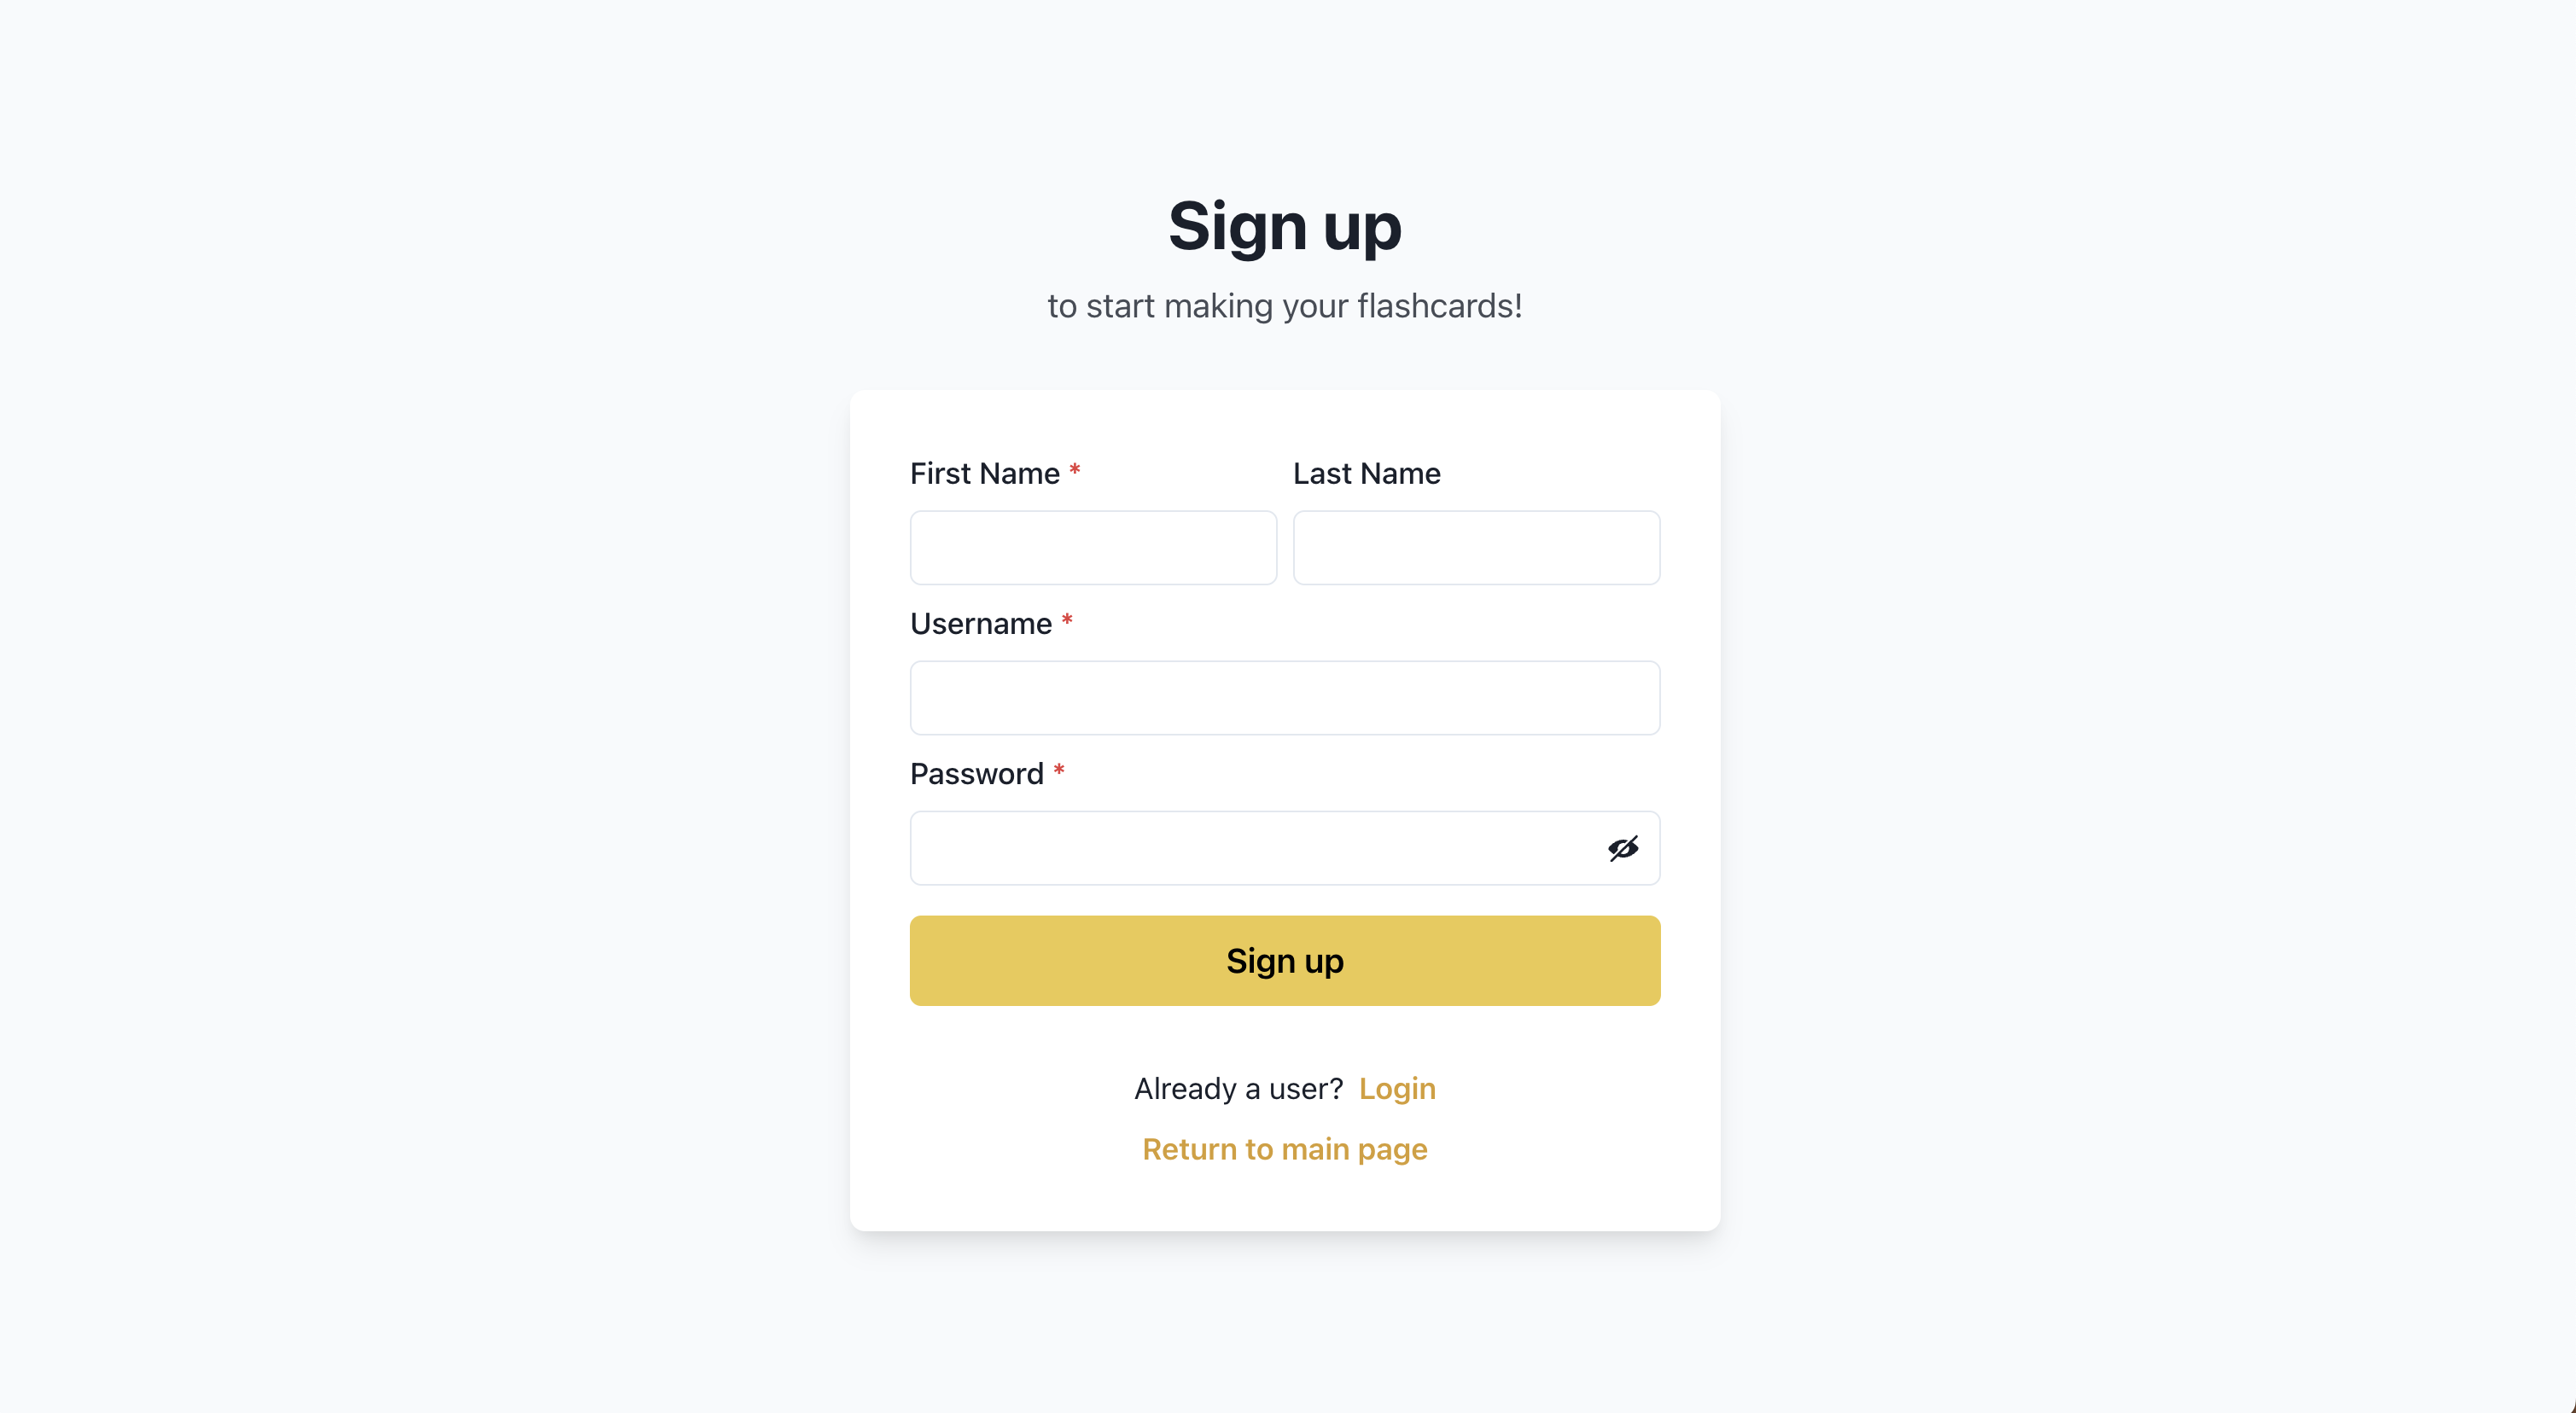 Sign up
to start making your flashcards!
First Name * Last Name
Username *
Password *
Sign up
Already a user? Login
Return to main page